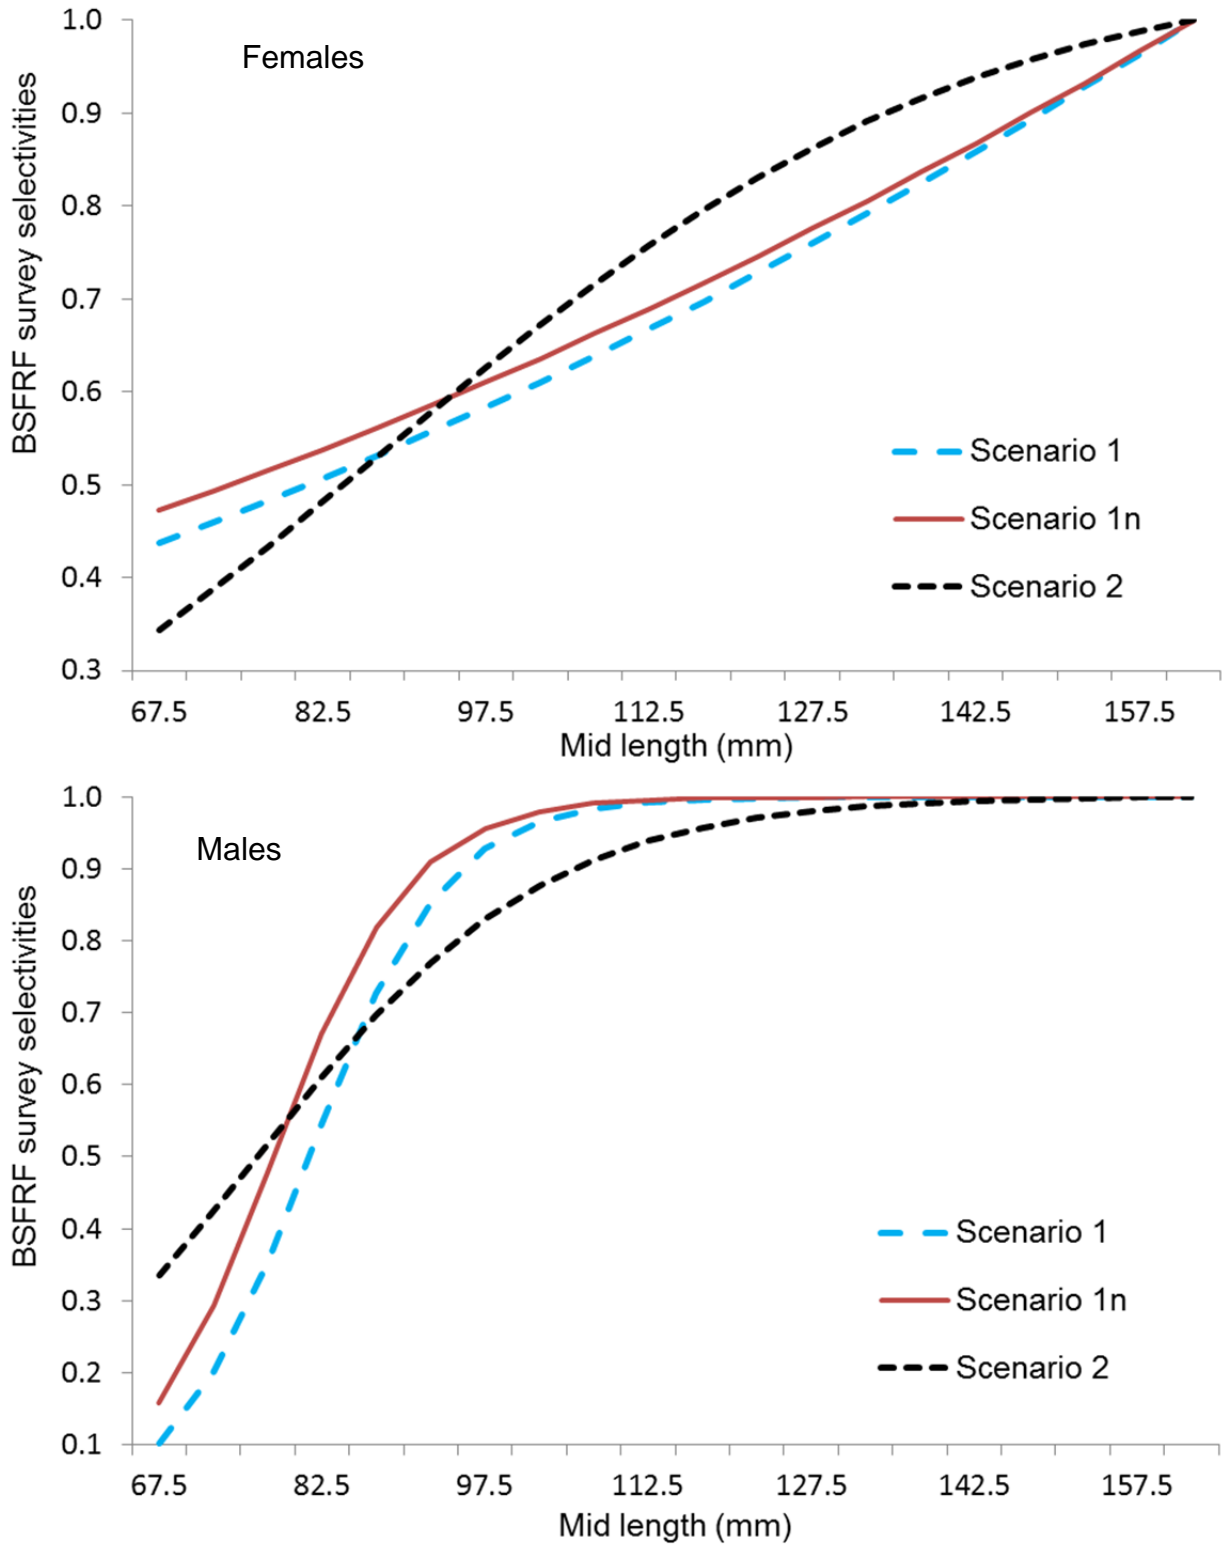 Females
BSFRF survey selectivities
1.0
0.9
0.8
0.7
0.6
0.5
0.4
0.3
Scenario 1
Scenario 1n
Scenario 2
67.5 82.5 97.5 112.5 127.5 142.5 157.5
Mid length (mm)
Males
BSFRF survey selectivities
1.0
0.9
0.8
0.7
0.6
0.5
0.4
0.3
0.2
0.1
Scenario 1
Scenario 1n
Scenario 2
67.5 82.5 97.5 112.5 127.5 142.5 157.5
Mid length (mm)